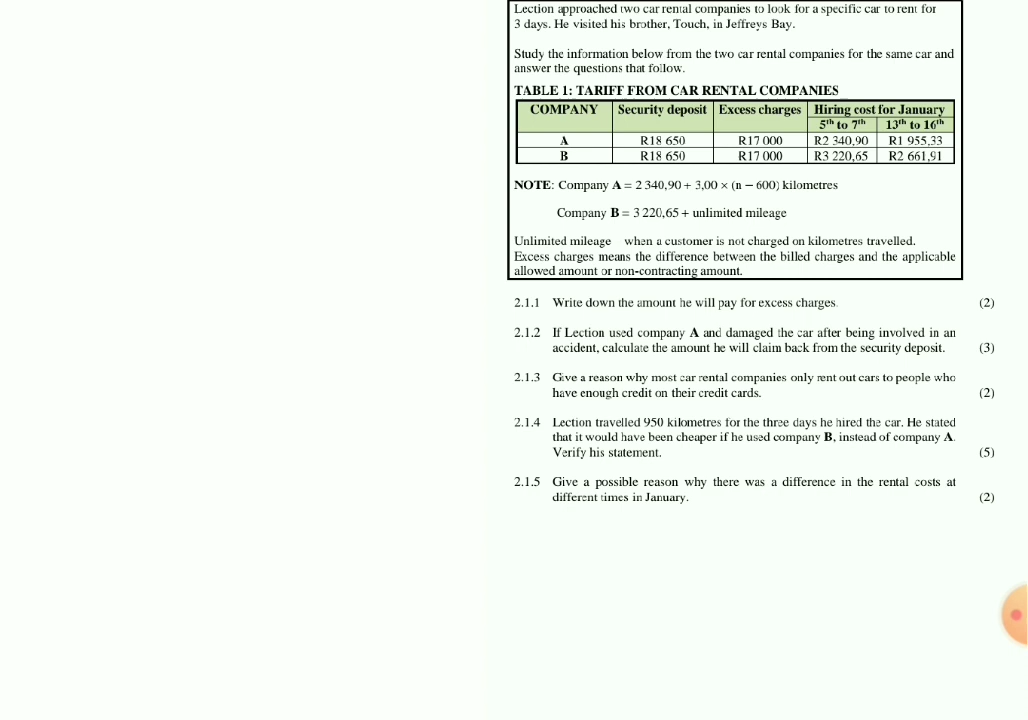 Lection approached two car rental companies to look for a specific car to rent for
3 days. He visited his brother, Touch, in Jeffreys Bay.
Study the information below from the two car rental companies for the same car and
answer the questions that follow.
TABLE 1: TARIFF FROM CAR RENTAL COMPANIES
COMPANY Security deposit Excess charges Hiring cost for January
5th to 7th 13th to 16th
A R18 650 R17 000 R2 340,90 R1 955,33
B R18 650 R17 000 R3 220,65 R2 661,91
NOTE: Company A = 2 340,90 + 3,00 × (n – 600) kilometres
Company B = 3 220,65 + unlimited mileage
Unlimited mileage when a customer is not charged on kilometres travelled.
Excess charges means the difference between the billed charges and the applicable
allowed amount or non-contracting amount.
2.1.1 Write down the amount he will pay for excess charges. (2)
2.1.2 If Lection used company A and damaged the car after being involved in an
accident, calculate the amount he will claim back from the security deposit. (3)
2.1.3 Give a reason why most car rental companies only rent out cars to people who
have enough credit on their credit cards. (2)
2.1.4 Lection travelled 950 kilometres for the three days he hired the car. He stated
that it would have been cheaper if he used company B, instead of company A.
Verify his statement. (5)
2.1.5 Give a possible reason why there was a difference in the rental costs at
different times in January. (2)